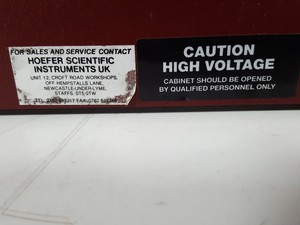 FOR SALES AND SERVICE CONTACT
HOEFER SCIENTIFIC
INSTRUMENTS UK
UNIT 12, CROFT ROAD WORKSHOPS,
OFF HEMPSTALLS LANE,
NEWCASTLE-UNDER-LYME,
STAFFS. ST5 0TW
TEL.
CAUTION
HIGH VOLTAGE
CABINET SHOULD BE OPENED
BY QUALIFIED PERSONNEL ONLY